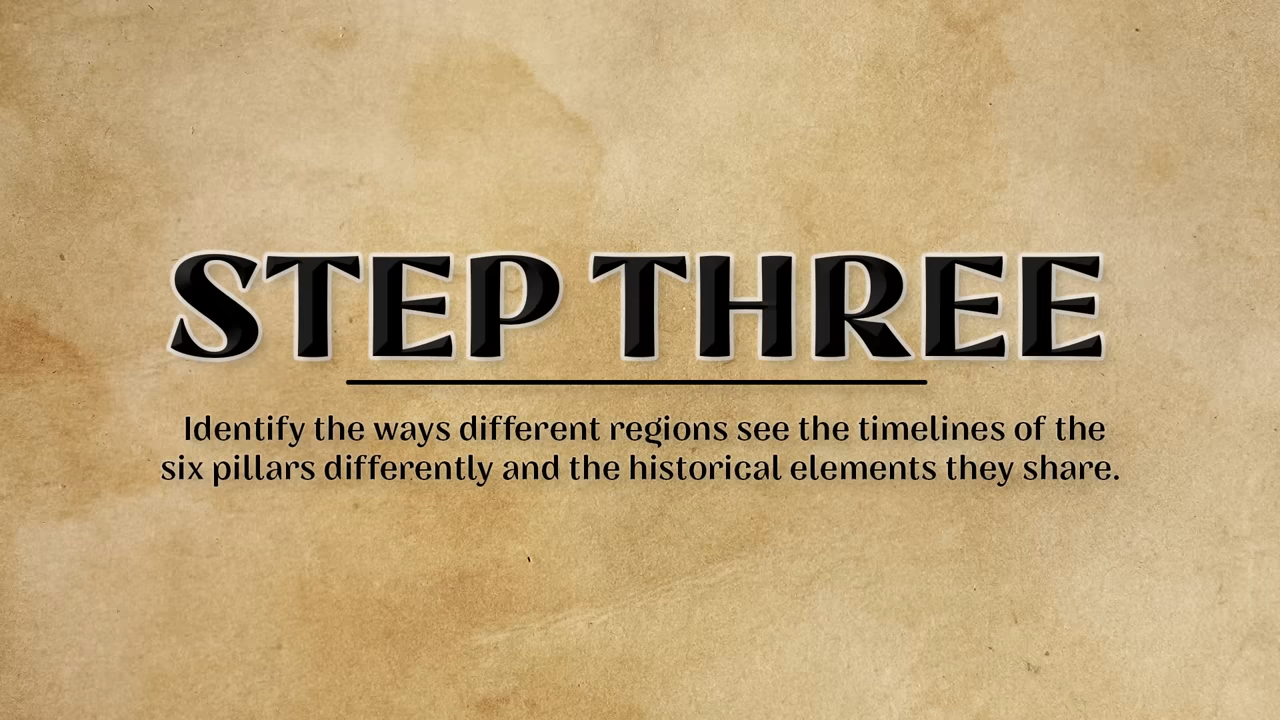 STEP THREE
Identify the ways different regions see the timelines of the
six pillars differently and the historical elements they share.